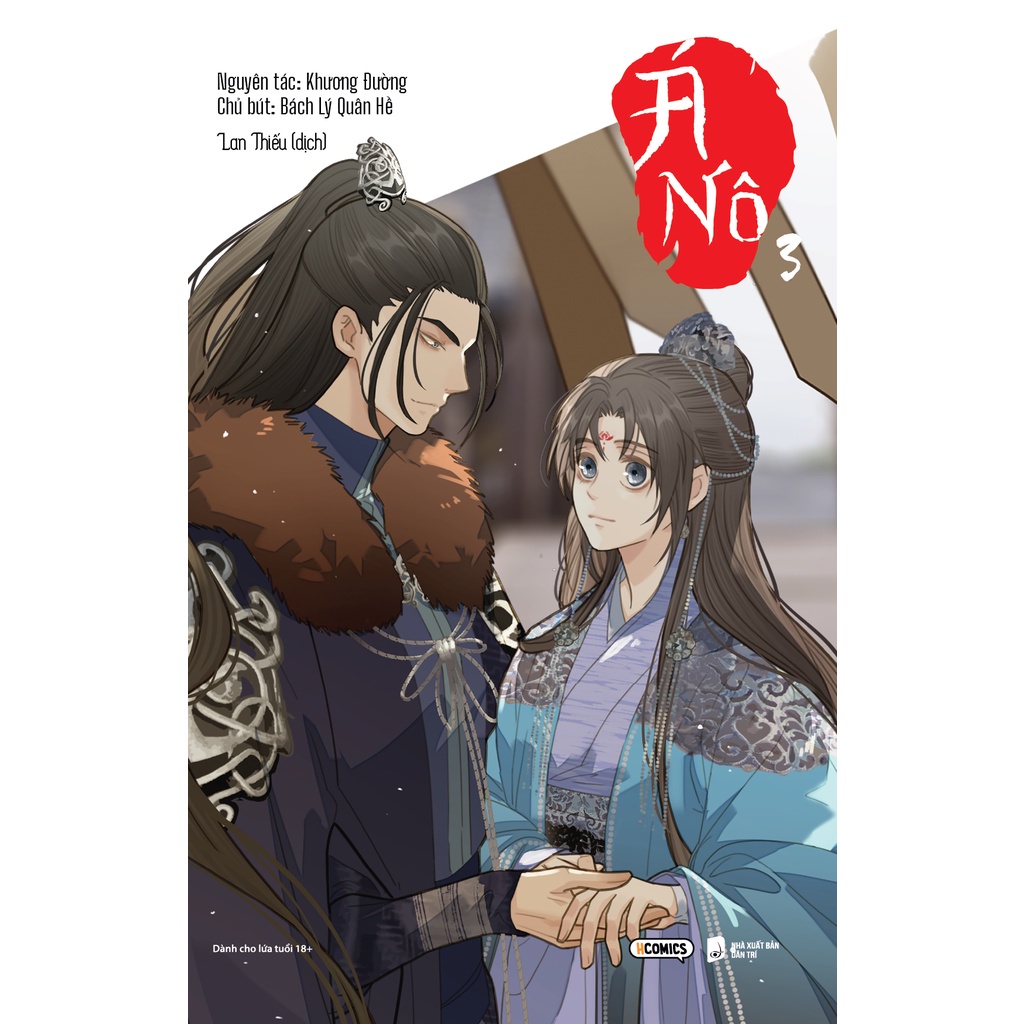 Nguyên tác: Khương Đường
Chủ bút: Bách Lý Quân Hề
Lan Thiếu (dịch)
Á
NÔ
3
Dành cho lứa tuổi 18+
HCOMICS
NHÀ XUẤT BẢN
DÂN TRÍ